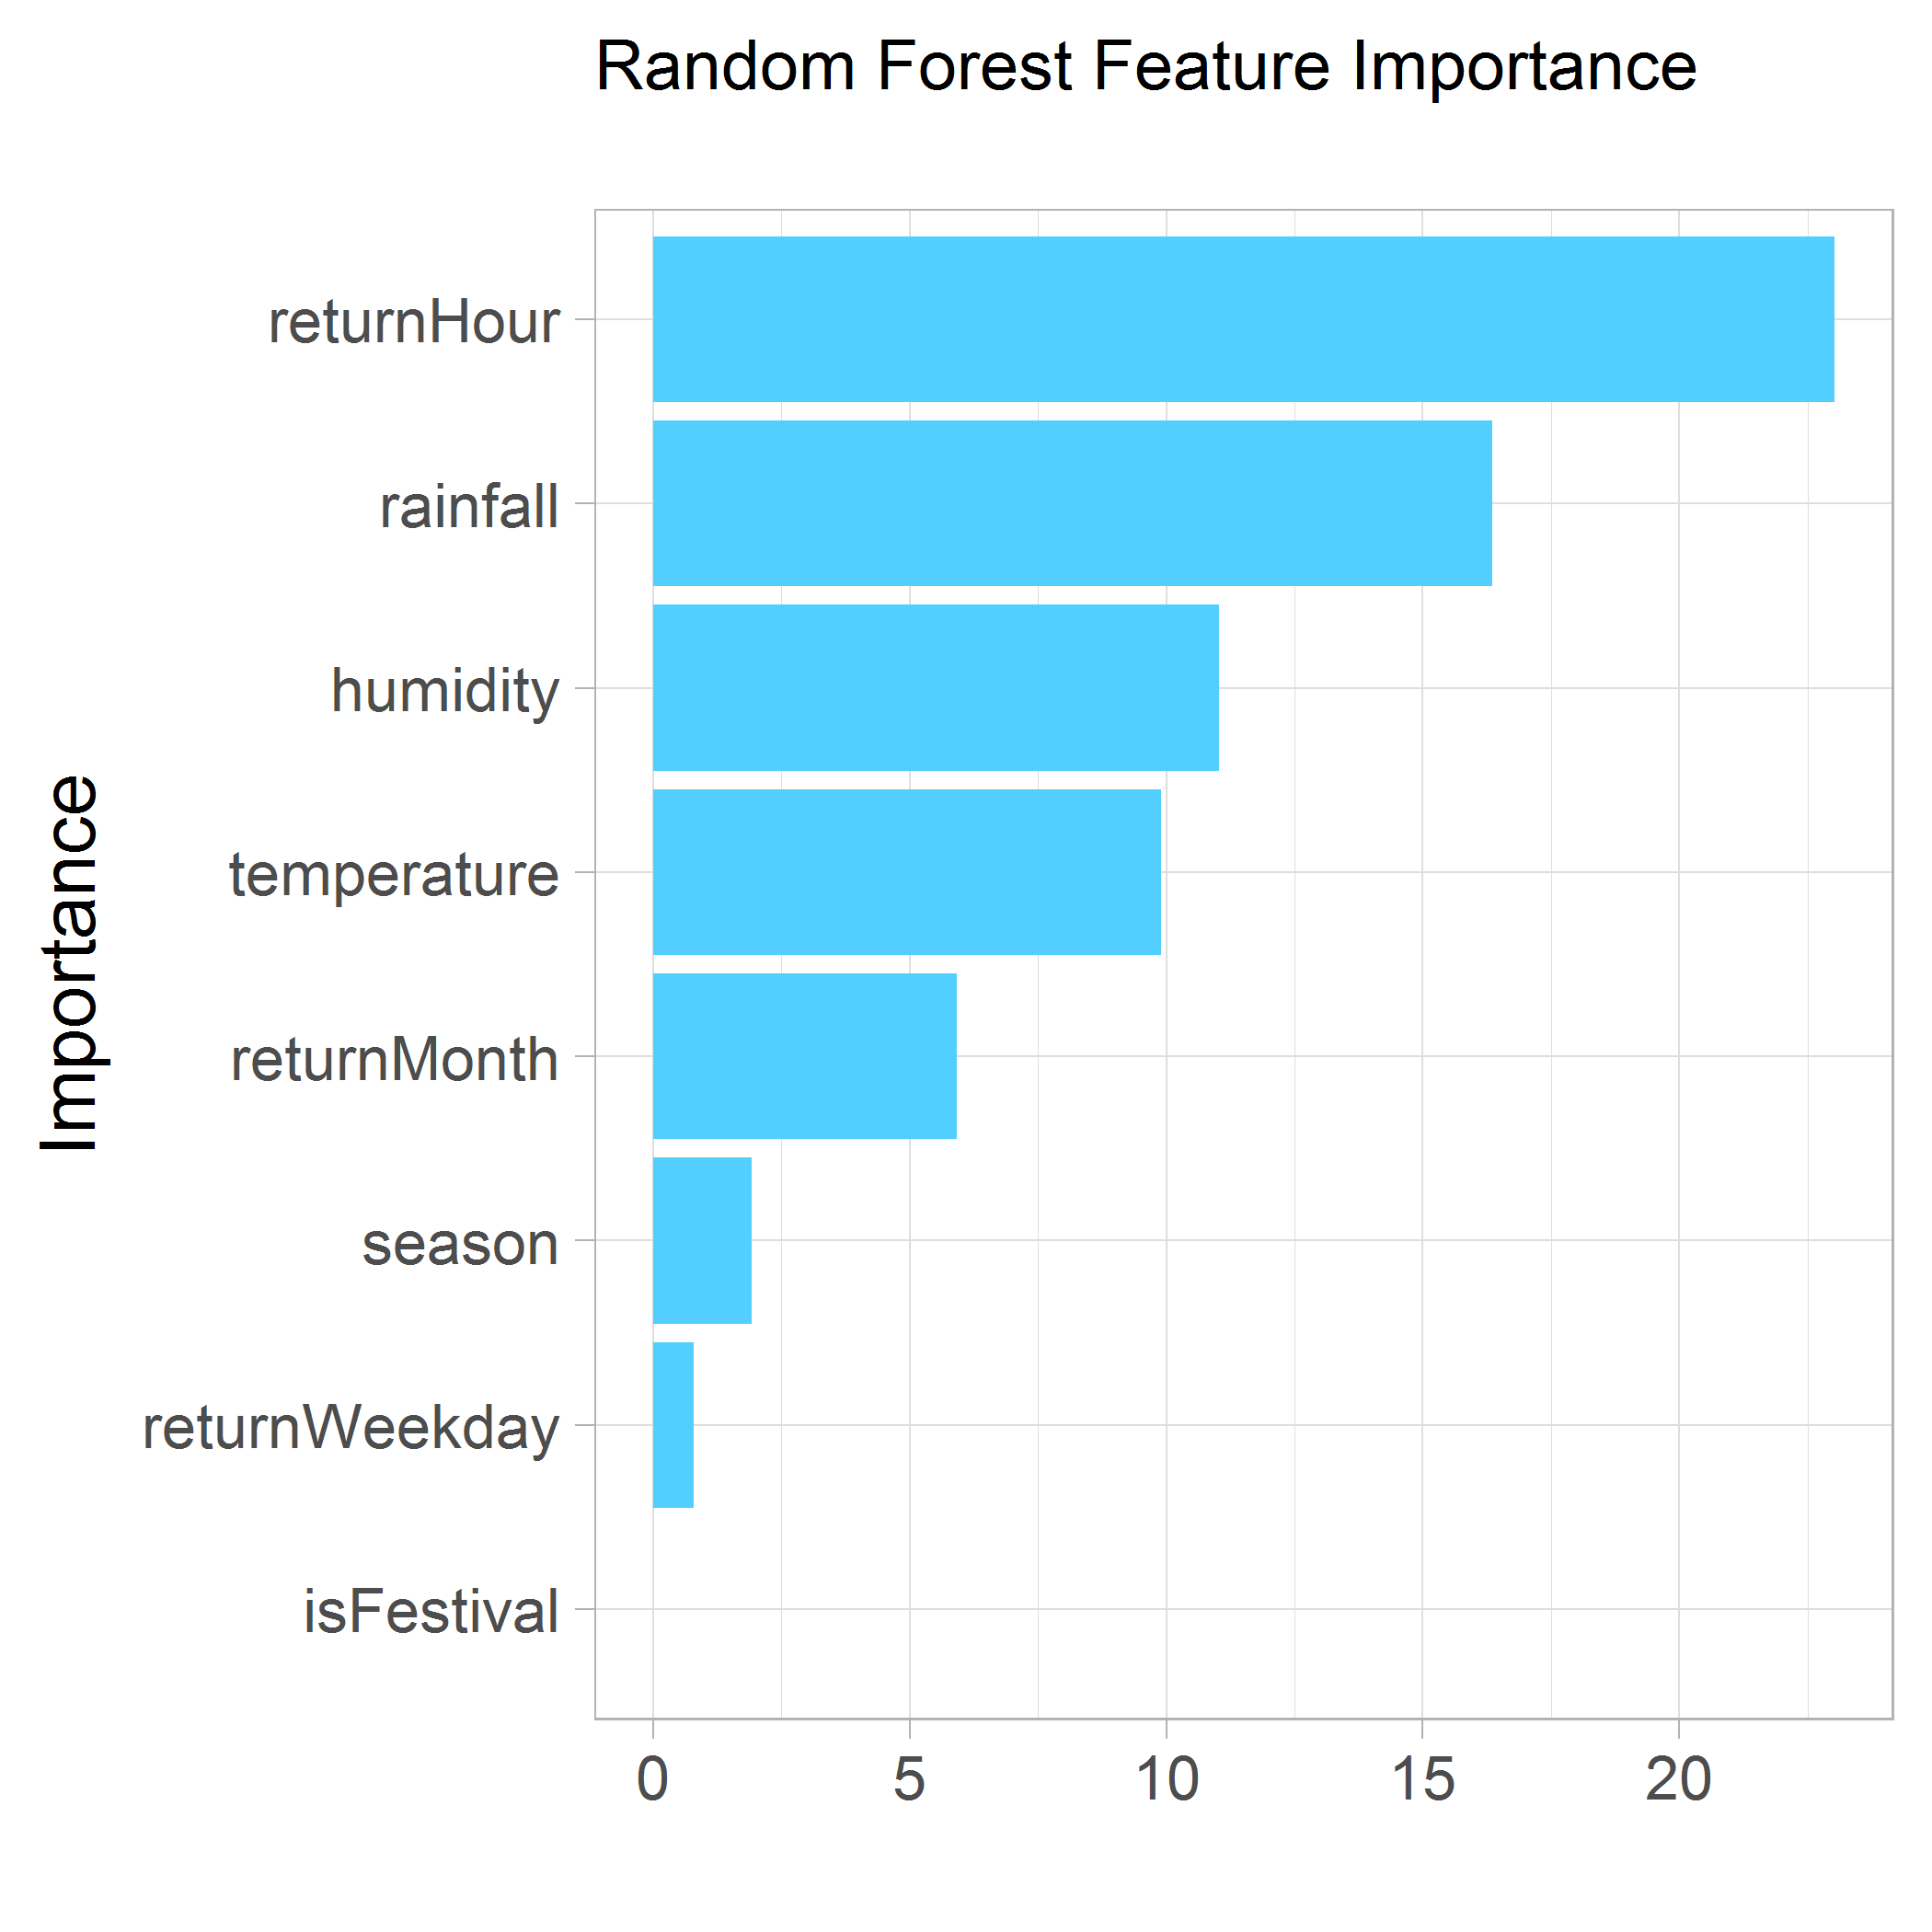 Random Forest Feature Importance
Importance
returnHour
rainfall
humidity
temperature
returnMonth
season
returnWeekday
isFestival
0 5 10 15 20